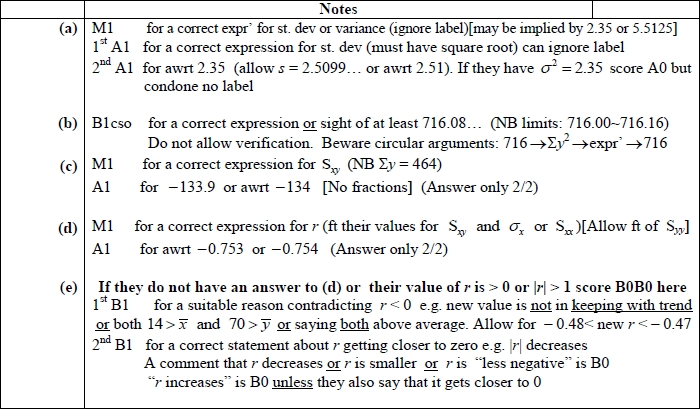 Notes
(a) M1 for a correct expr’ for st. dev or variance (ignore label)[may be implied by 2.35 or 5.5125]
1st A1 for a correct expression for st. dev (must have square root) can ignore label
2nd A1 for awrt 2.35 (allow s = 2.5099… or awrt 2.51). If they have σ² = 2.35 score A0 but
condone no label
(b) B1cso for a correct expression or sight of at least 716.08… (NB limits: 716.00~716.16)
Do not allow verification. Beware circular arguments: 716→Σy²→expr’ →716
(c) M1 for a correct expression for Sxy (NB Σy = 464)
A1 for −133.9 or awrt −134 [No fractions] (Answer only 2/2)
(d) M1 for a correct expression for r (ft their values for Sxy and σx or Sxx)[Allow ft of Syy]
A1 for awrt −0.753 or −0.754 (Answer only 2/2)
(e) If they do not have an answer to (d) or their value of r is > 0 or |r| > 1 score B0B0 here
1st B1 for a suitable reason contradicting r < 0 e.g. new value is not in keeping with trend
or both 14 > x̄ and 70 > ȳ or saying both above average. Allow for − 0.48< new r < − 0.47
2nd B1 for a correct statement about r getting closer to zero e.g. |r| decreases
A comment that r decreases or r is smaller or r is “less negative” is B0
“r increases” is B0 unless they also say that it gets closer to 0